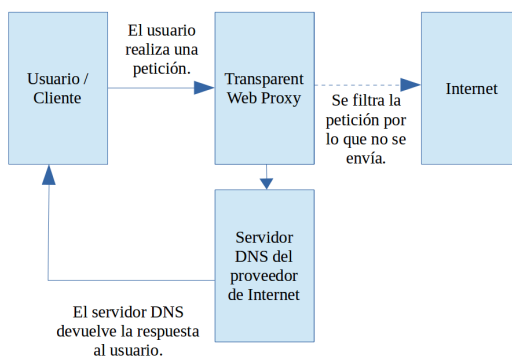 El usuario
realiza una
petición.
Usuario /
Cliente
Transparent
Web Proxy
Internet
Se filtra la
petición por
lo que no se
envía.
Servidor
DNS del
proveedor
de Internet
El servidor DNS
devuelve la respuesta
al usuario.